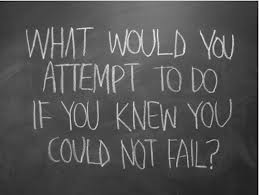 WHAT WOULD YOU
ATTEMPT TO DO
IF YOU KNEW YOU
COULD NOT FAIL?